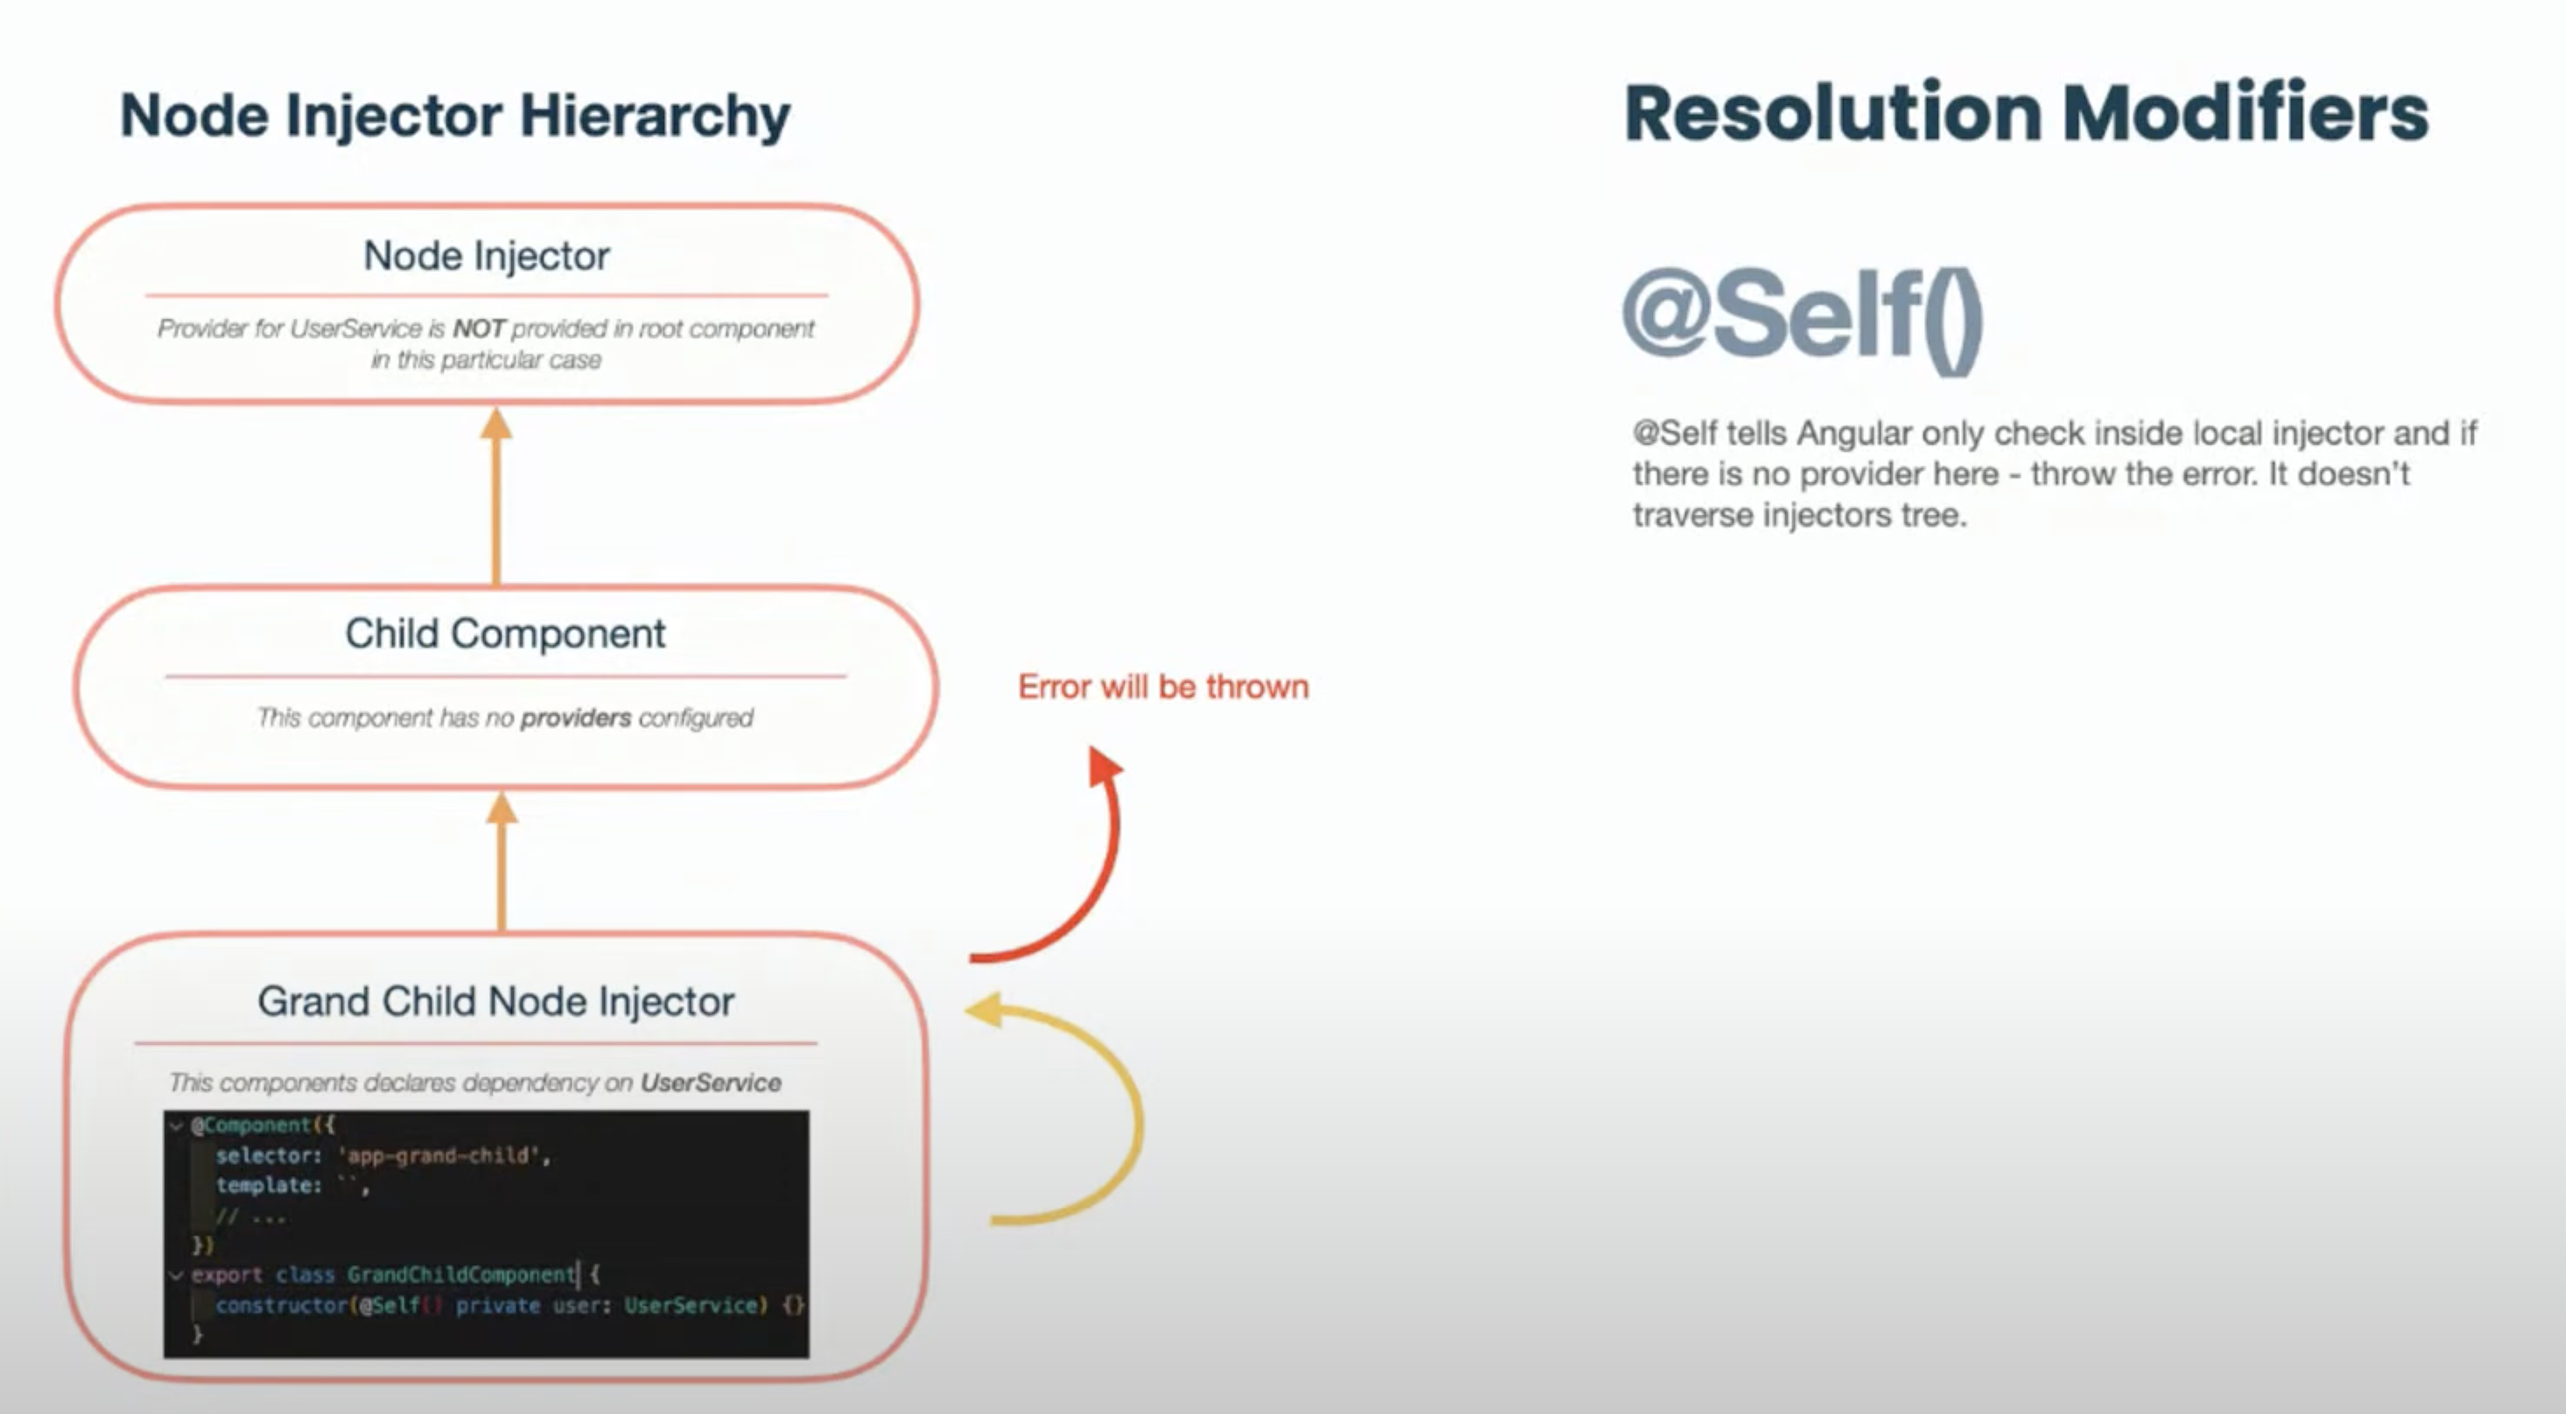 Node Injector Hierarchy
Node Injector
Provider for UserService is NOT provided in root component
in this particular case
Child Component
This component has no providers configured
Error will be thrown
Grand Child Node Injector
This components declares dependency on UserService
@Component({
selector: 'app-grand-child',
template: ``,
// ---
})
export class GrandChildComponent {
constructor(@Self() private user: UserService) {}
}
Resolution Modifiers
@Self()
@Self tells Angular only check inside local injector and if
there is no provider here - throw the error. It doesn't
traverse injectors tree.